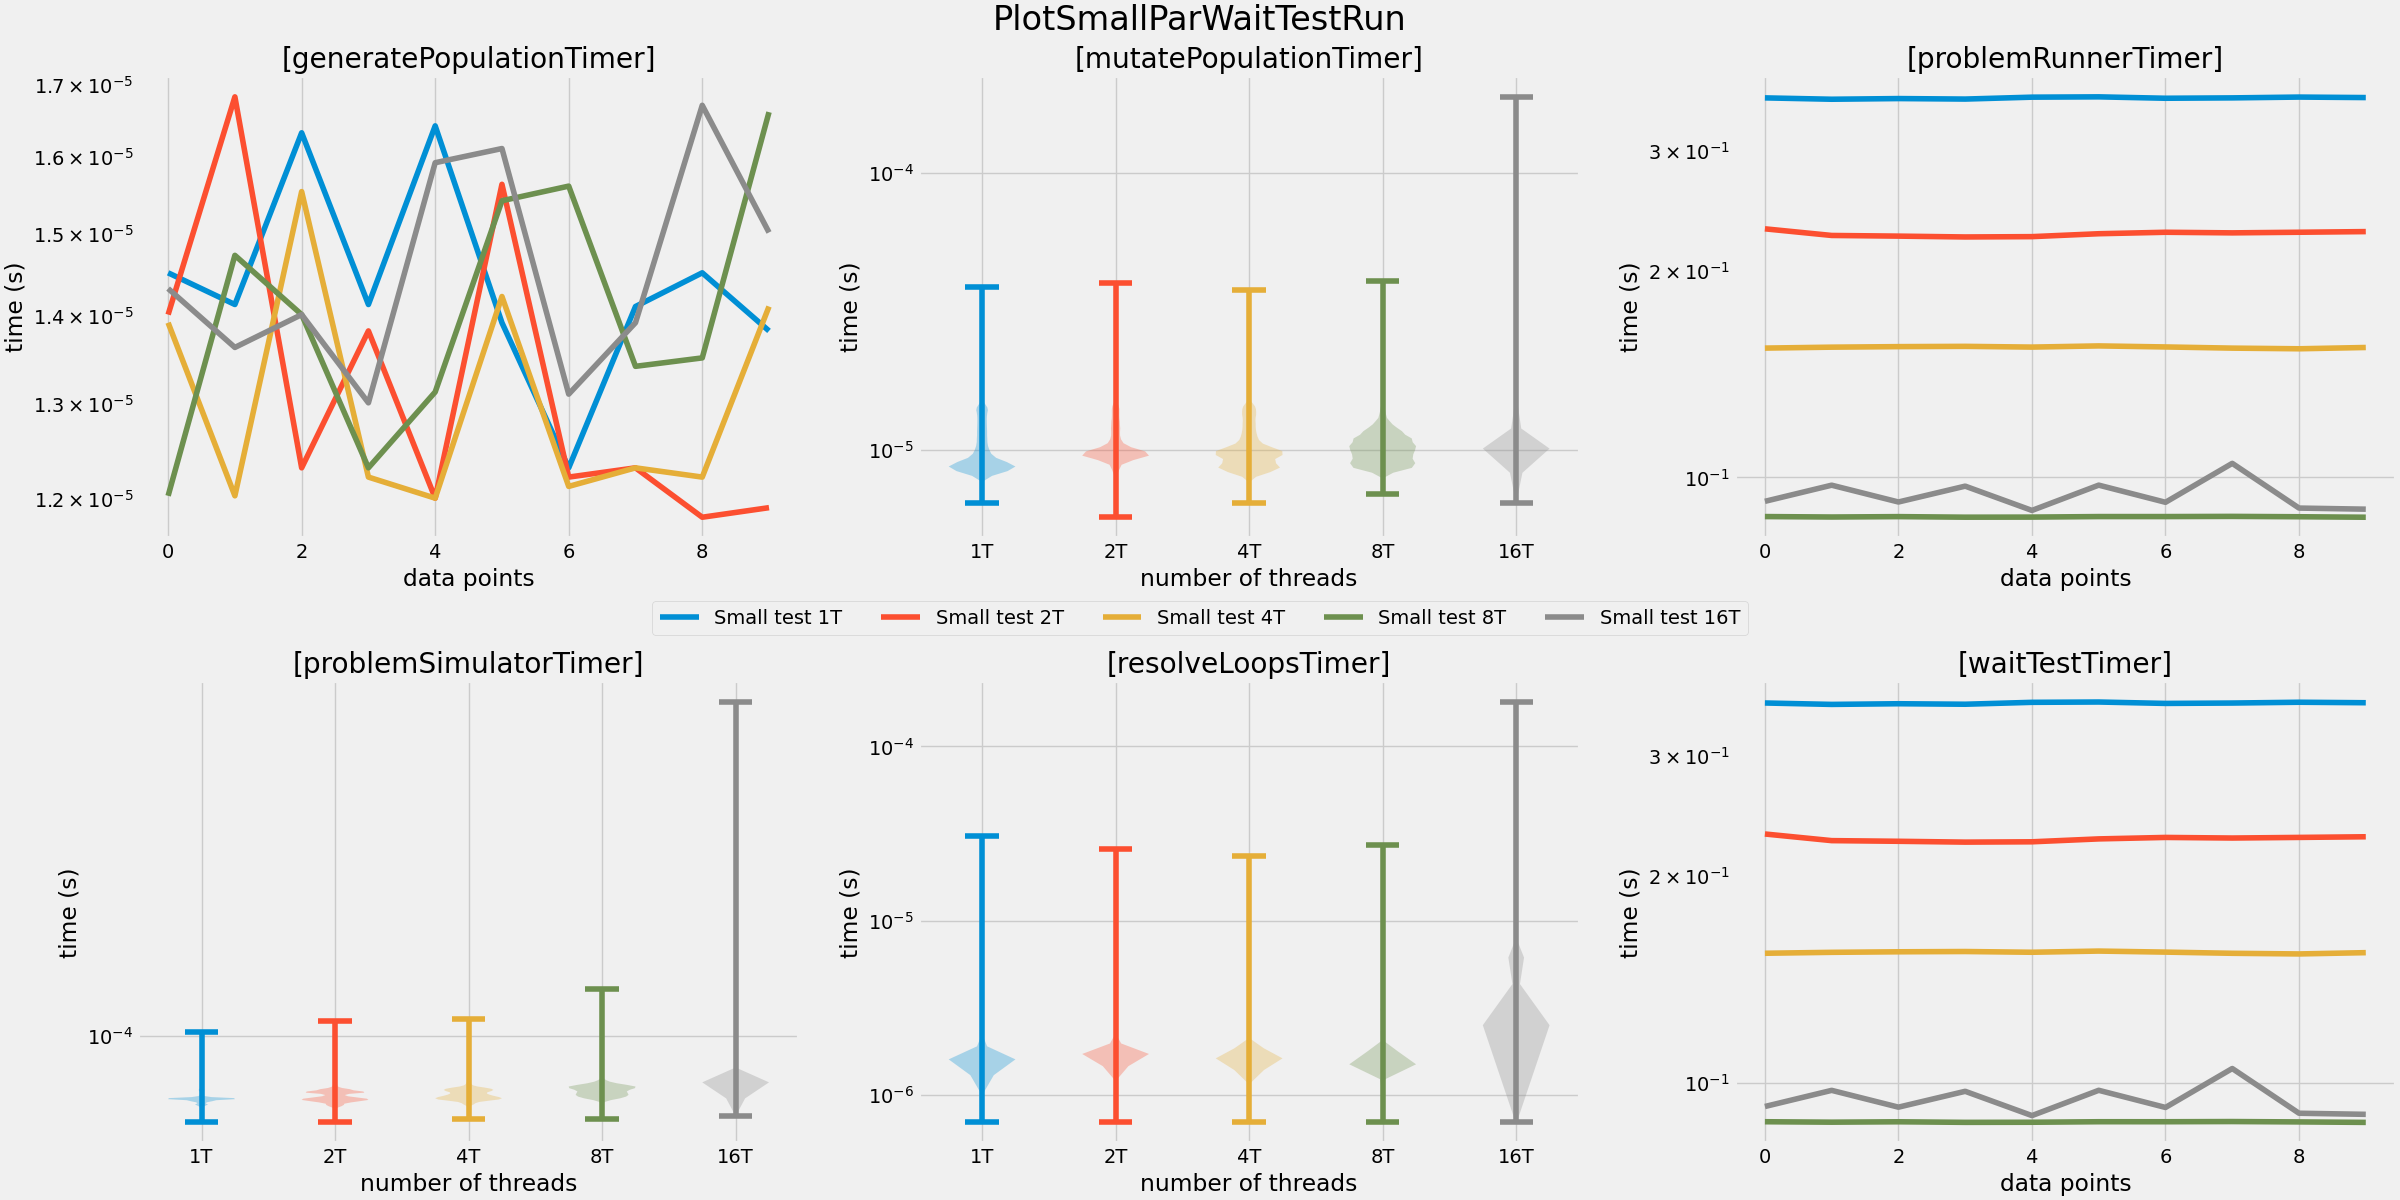 PlotSmallParWaitTestRun
[generatePopulationTimer]
1.7 × 10⁻⁵
1.6 × 10⁻⁵
1.5 × 10⁻⁵
1.4 × 10⁻⁵
1.3 × 10⁻⁵
1.2 × 10⁻⁵
time (s)
0 2 4 6 8
data points
[mutatePopulationTimer]
10⁻⁴
10⁻⁵
time (s)
1T 2T 4T 8T 16T
number of threads
[problemRunnerTimer]
3 × 10⁻¹
2 × 10⁻¹
10⁻¹
time (s)
0 2 4 6 8
data points
Small test 1T Small test 2T Small test 4T Small test 8T Small test 16T
[problemSimulatorTimer]
10⁻⁴
time (s)
1T 2T 4T 8T 16T
number of threads
[resolveLoopsTimer]
10⁻⁴
10⁻⁵
10⁻⁶
time (s)
1T 2T 4T 8T 16T
number of threads
[waitTestTimer]
3 × 10⁻¹
2 × 10⁻¹
10⁻¹
time (s)
0 2 4 6 8
data points